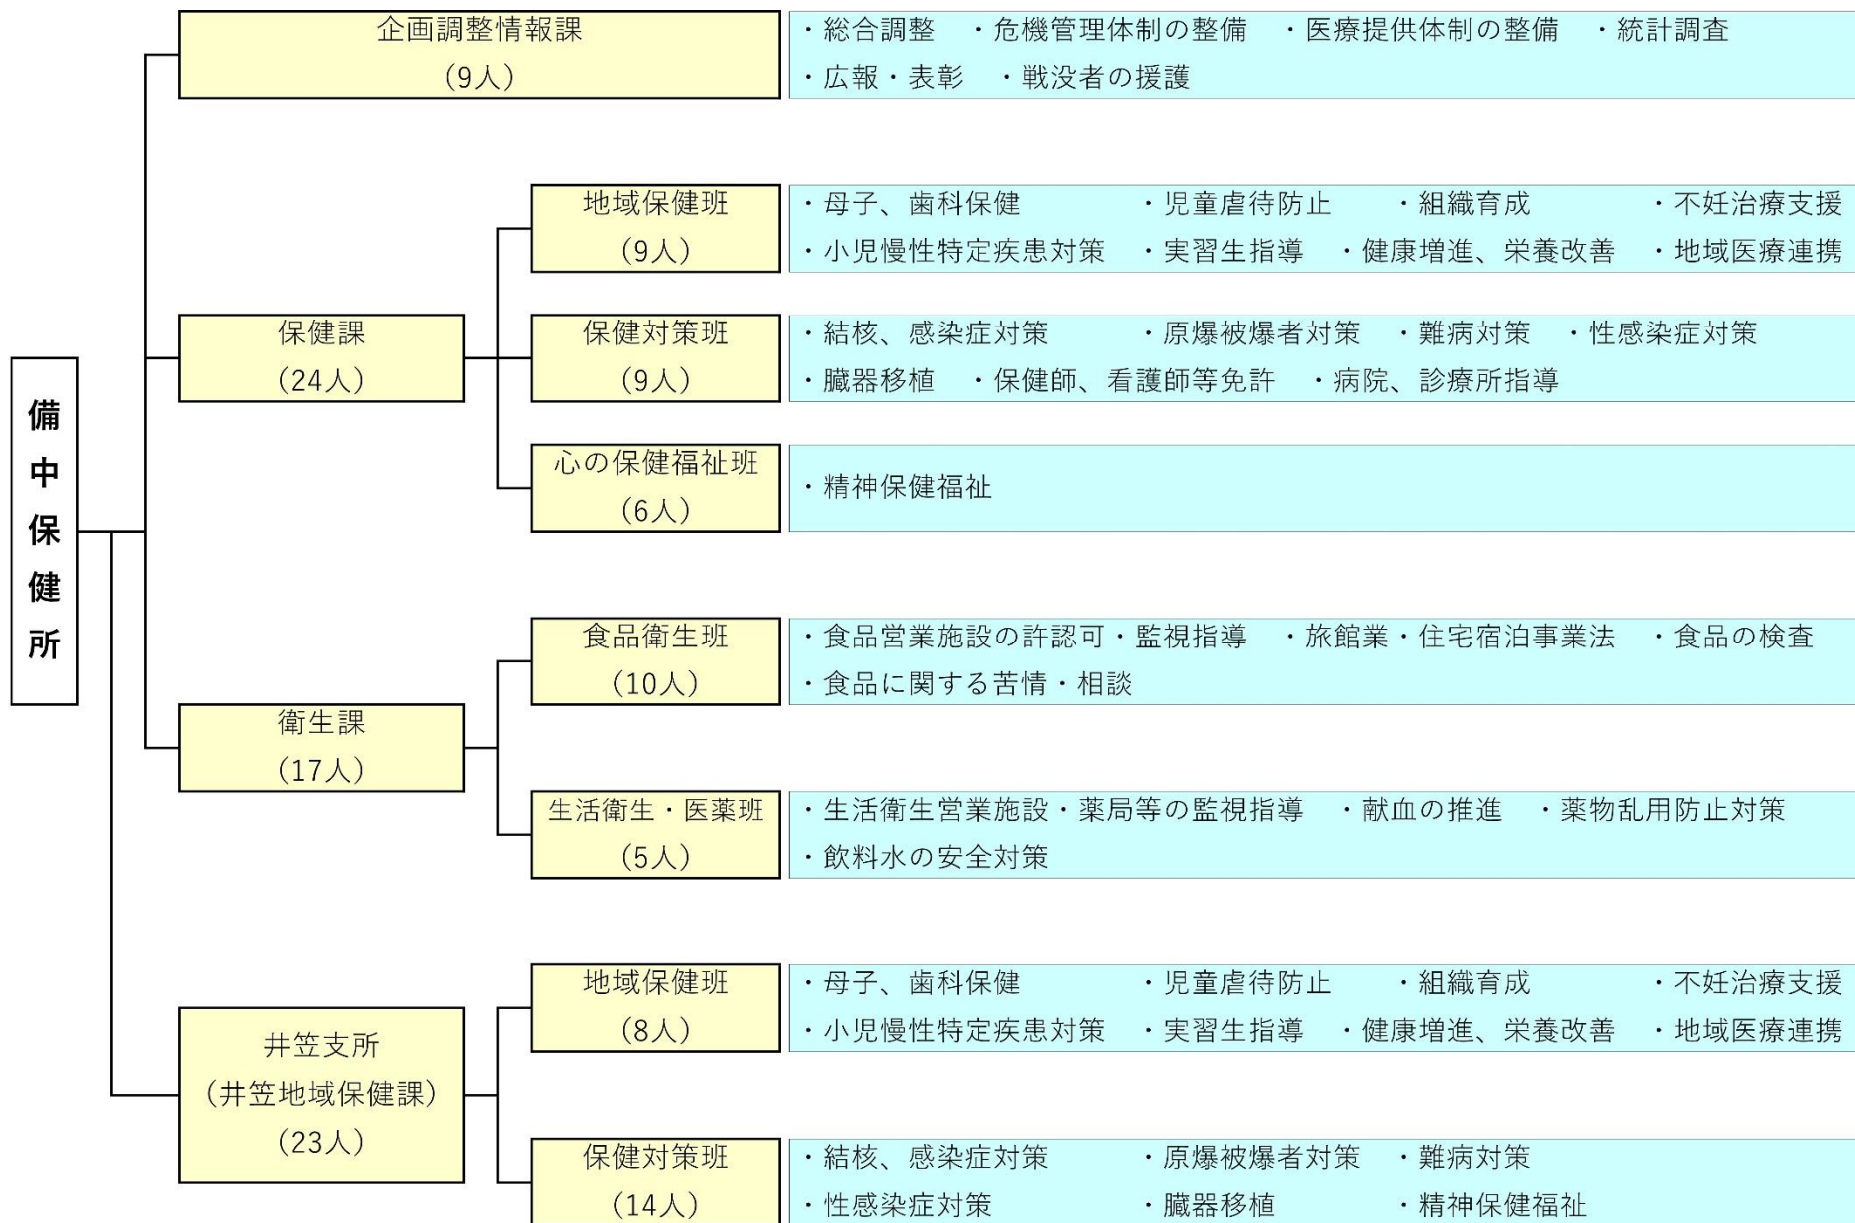 備中保健所
企画調整情報課
(9人)
・総合調整　・危機管理体制の整備　・医療提供体制の整備　・統計調査
・広報・表彰　・戦没者の援護
保健課
(24人)
地域保健班
(9人)
・母子、歯科保健　・児童虐待防止　・組織育成　・不妊治療支援
・小児慢性特定疾患対策　・実習生指導　・健康増進、栄養改善　・地域医療連携
保健対策班
(9人)
・結核、感染症対策　・原爆被爆者対策　・難病対策　・性感染症対策
・臓器移植　・保健師、看護師等免許　・病院、診療所指導
心の保健福祉班
(6人)
・精神保健福祉
衛生課
(17人)
食品衛生班
(10人)
・食品営業施設の許認可・監視指導　・旅館業・住宅宿泊事業法　・食品の検査
・食品に関する苦情・相談
生活衛生・医薬班
(5人)
・生活衛生営業施設・薬局等の監視指導　・献血の推進　・薬物乱用防止対策
・飲料水の安全対策
井笠支所
(井笠地域保健課)
(23人)
地域保健班
(8人)
・母子、歯科保健　・児童虐待防止　・組織育成　・不妊治療支援
・小児慢性特定疾患対策　・実習生指導　・健康増進、栄養改善　・地域医療連携
保健対策班
(14人)
・結核、感染症対策　・原爆被爆者対策　・難病対策
・性感染症対策　・臓器移植　・精神保健福祉